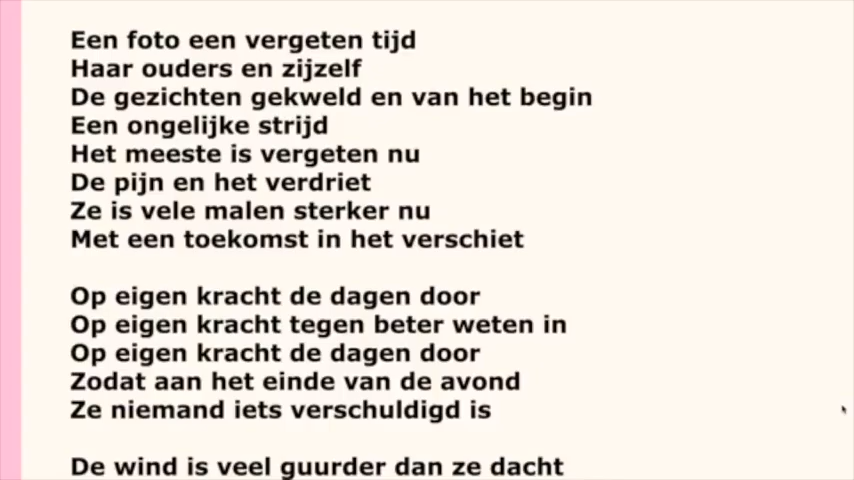 Een foto een vergeten tijd
Haar ouders en zijzelf
De gezichten gekweld en van het begin
Een ongelijke strijd
Het meeste is vergeten nu
De pijn en het verdriet
Ze is vele malen sterker nu
Met een toekomst in het verschiet
Op eigen kracht de dagen door
Op eigen kracht tegen beter weten in
Op eigen kracht de dagen door
Zodat aan het einde van de avond
Ze niemand iets verschuldigd is
De wind is veel guurder dan ze dacht